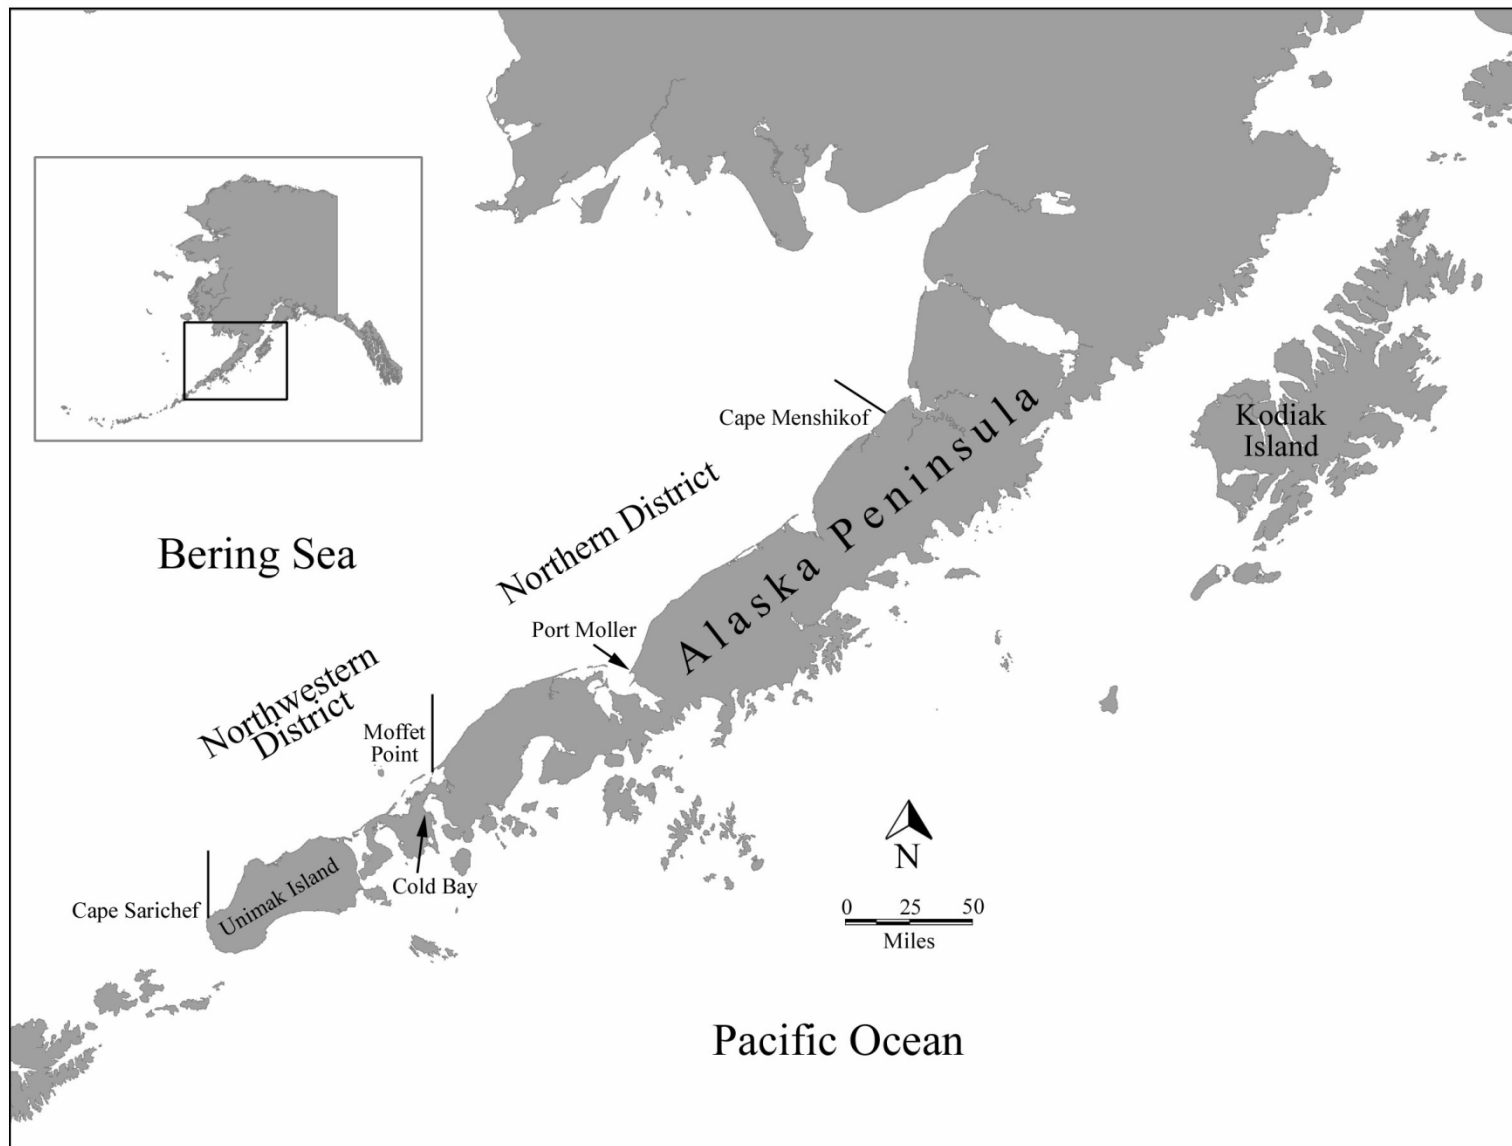 Cape Menshikof
Kodiak
Island
Alaska Peninsula
Northern District
Bering Sea
Port Moller
Northwestern
District
Moffet
Point
Cold Bay
Unimak Island
Cape Sarichef
N
0 25 50
Miles
Pacific Ocean